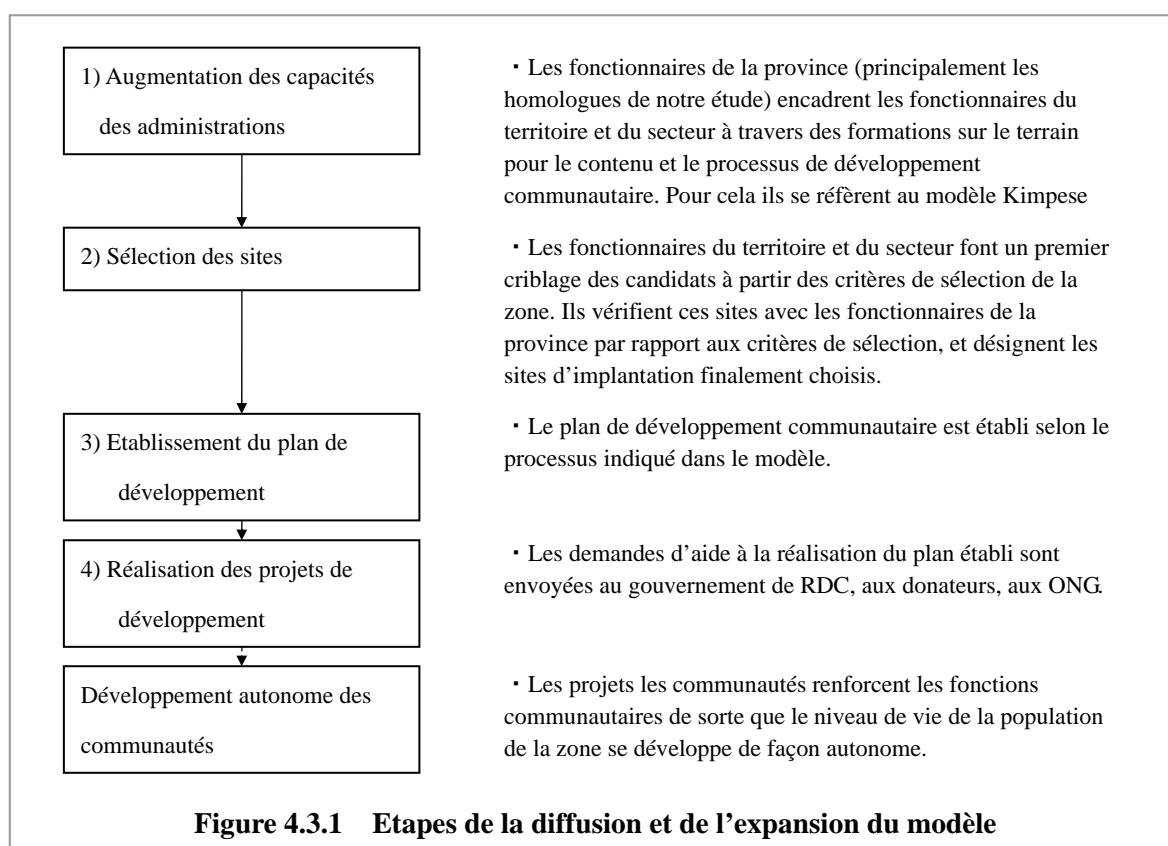 1) Augmentation des capacités
des administrations
・Les fonctionnaires de la province (principalement les
homologues de notre étude) encadrent les fonctionnaires du
territoire et du secteur à travers des formations sur le terrain
pour le contenu et le processus de développement
communautaire. Pour cela ils se réfèrent au modèle Kimpese
2) Sélection des sites
・Les fonctionnaires du territoire et du secteur font un premier
criblage des candidats à partir des critères de sélection de la
zone. Ils vérifient ces sites avec les fonctionnaires de la
province par rapport aux critères de sélection, et désignent les
sites d’implantation finalement choisis.
3) Etablissement du plan de
développement
・Le plan de développement communautaire est établi selon le
processus indiqué dans le modèle.
4) Réalisation des projets de
développement
・Les demandes d’aide à la réalisation du plan établi sont
envoyées au gouvernement de RDC, aux donateurs, aux ONG.
Développement autonome des
communautés
・Les projets les communautés renforcent les fonctions
communautaires de sorte que le niveau de vie de la population
de la zone se développe de façon autonome.
Figure 4.3.1 Etapes de la diffusion et de l’expansion du modèle